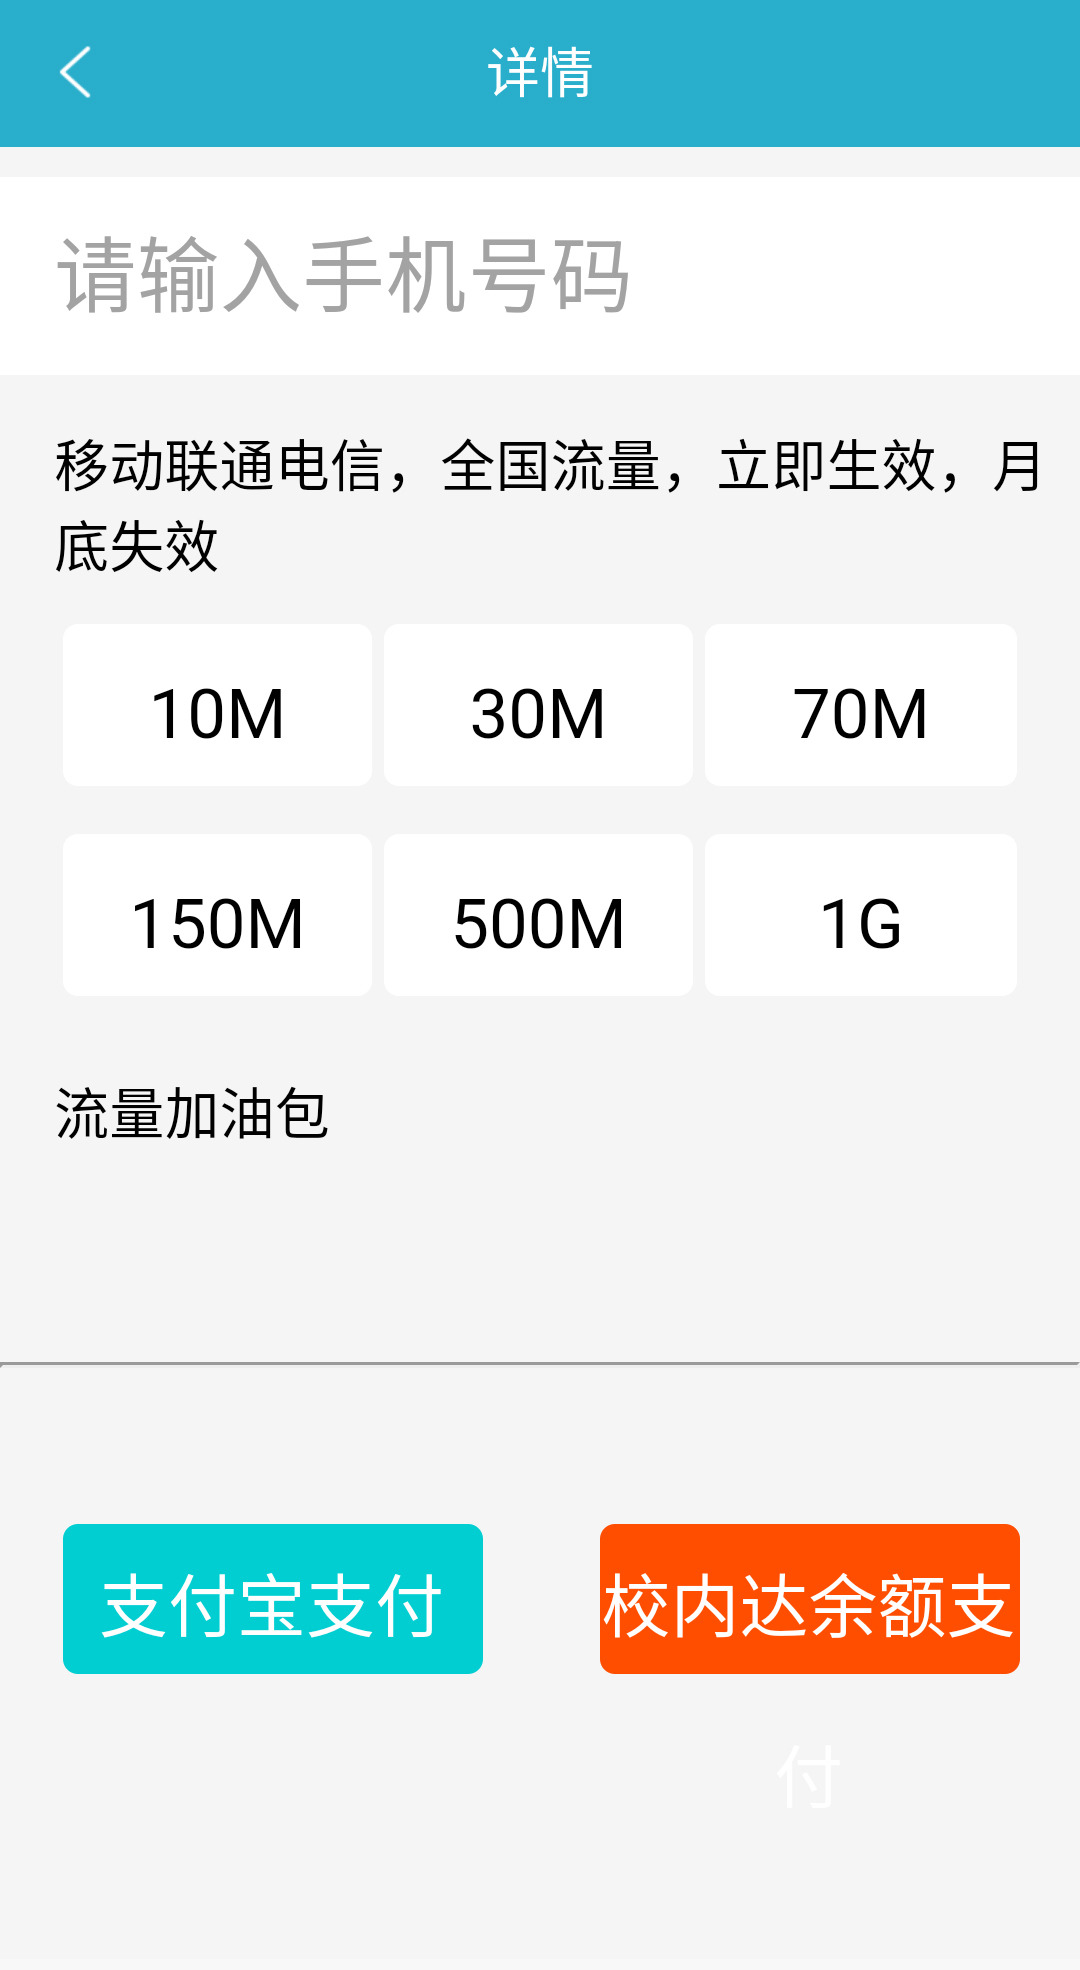 详情
请输入手机号码
移动联通电信，全国流量，立即生效，月
底失效
10M 30M 70M
150M 500M 1G
流量加油包
支付宝支付 校内达余额支
付